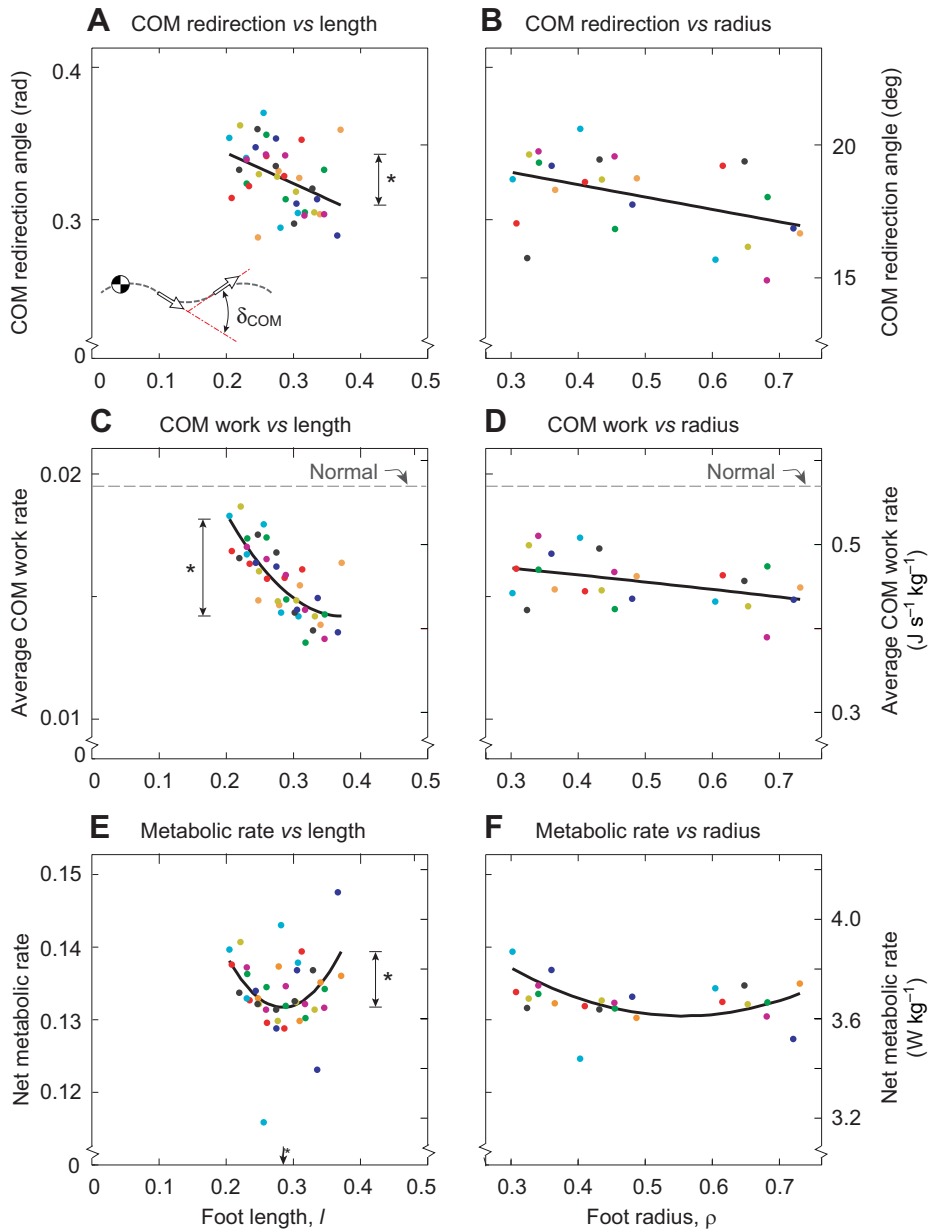 A COM redirection vs length
B COM redirection vs radius
COM redirection angle (rad)
0.4
0.3
0
*
δCOM
0 0.1 0.2 0.3 0.4 0.5
COM redirection angle (deg)
20
15
0.3 0.4 0.5 0.6 0.7
C COM work vs length
D COM work vs radius
Average COM work rate
0.02
0.01
0
Normal
*
0 0.1 0.2 0.3 0.4 0.5
Normal
Average COM work rate
(J s⁻¹ kg⁻¹)
0.5
0.3
0.3 0.4 0.5 0.6 0.7
E Metabolic rate vs length
F Metabolic rate vs radius
Net metabolic rate
0.15
0.14
0.13
0.12
0
*
*
0 0.1 0.2 0.3 0.4 0.5
Foot length, l
Net metabolic rate
(W kg⁻¹)
4.0
3.6
3.2
0.3 0.4 0.5 0.6 0.7
Foot radius, ρ